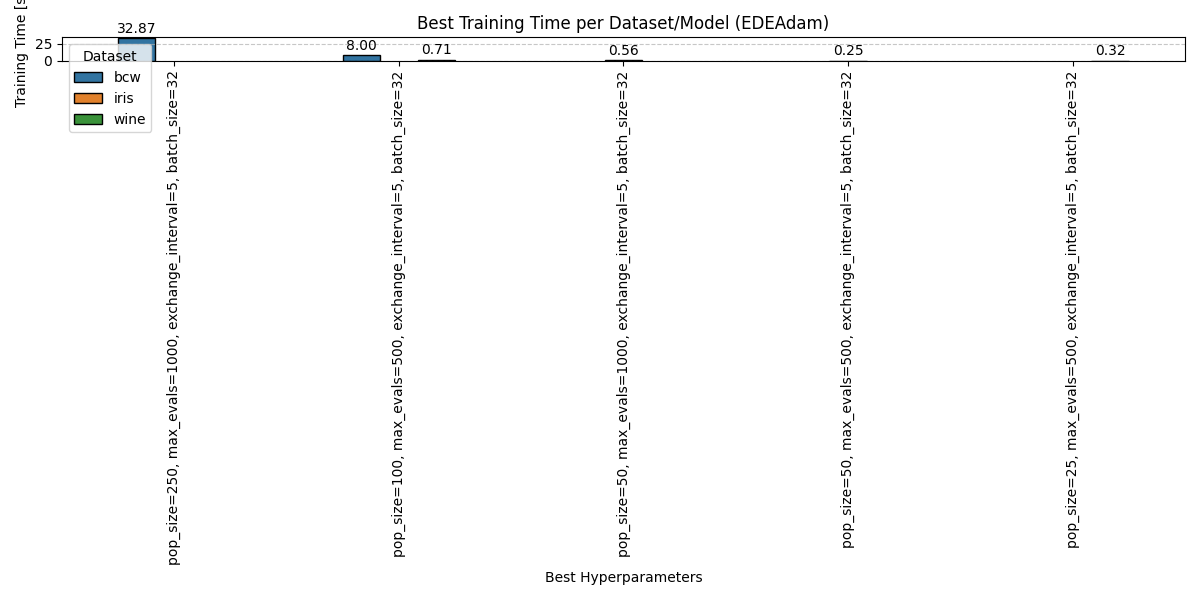 Best Training Time per Dataset/Model (EDEAdam)
Training Time [s
25
0
32.87
8.00
0.71
0.56
0.25
0.32
Dataset
bcw
iris
wine
pop_size=250, max_evals=1000, exchange_interval=5, batch_size=32
pop_size=100, max_evals=500, exchange_interval=5, batch_size=32
pop_size=50, max_evals=1000, exchange_interval=5, batch_size=32
pop_size=50, max_evals=500, exchange_interval=5, batch_size=32
pop_size=25, max_evals=500, exchange_interval=5, batch_size=32
Best Hyperparameters